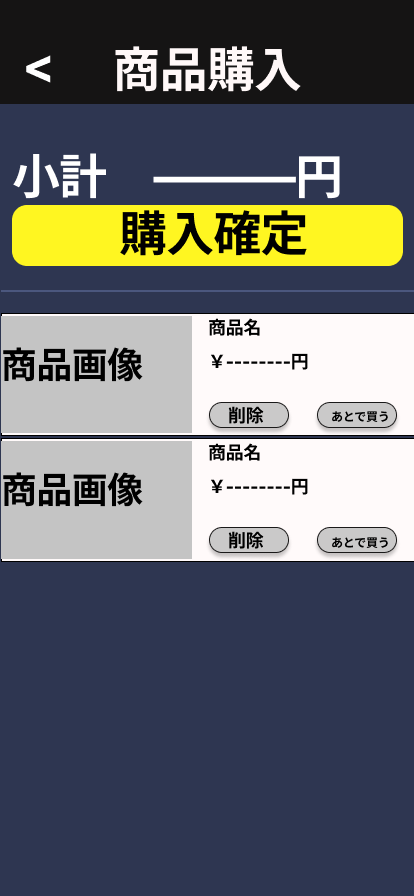 < 商品購入
小計 ————円
購入確定
商品画像
商品名
￥--------円
削除 あとで買う
商品画像
商品名
￥--------円
削除 あとで買う